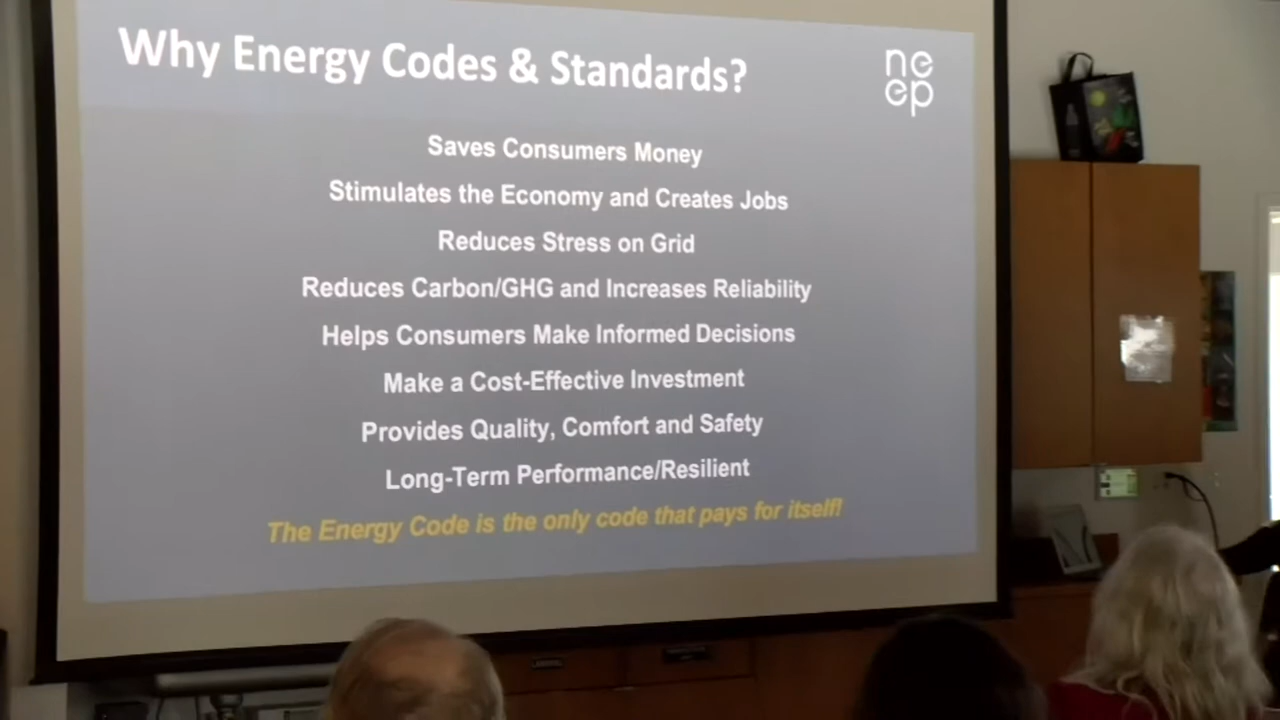 Why Energy Codes & Standards?
ne
ep
Saves Consumers Money
Stimulates the Economy and Creates Jobs
Reduces Stress on Grid
Reduces Carbon/GHG and Increases Reliability
Helps Consumers Make Informed Decisions
Make a Cost-Effective Investment
Provides Quality, Comfort and Safety
Long-Term Performance/Resilient
The Energy Code is the only code that pays for itself!